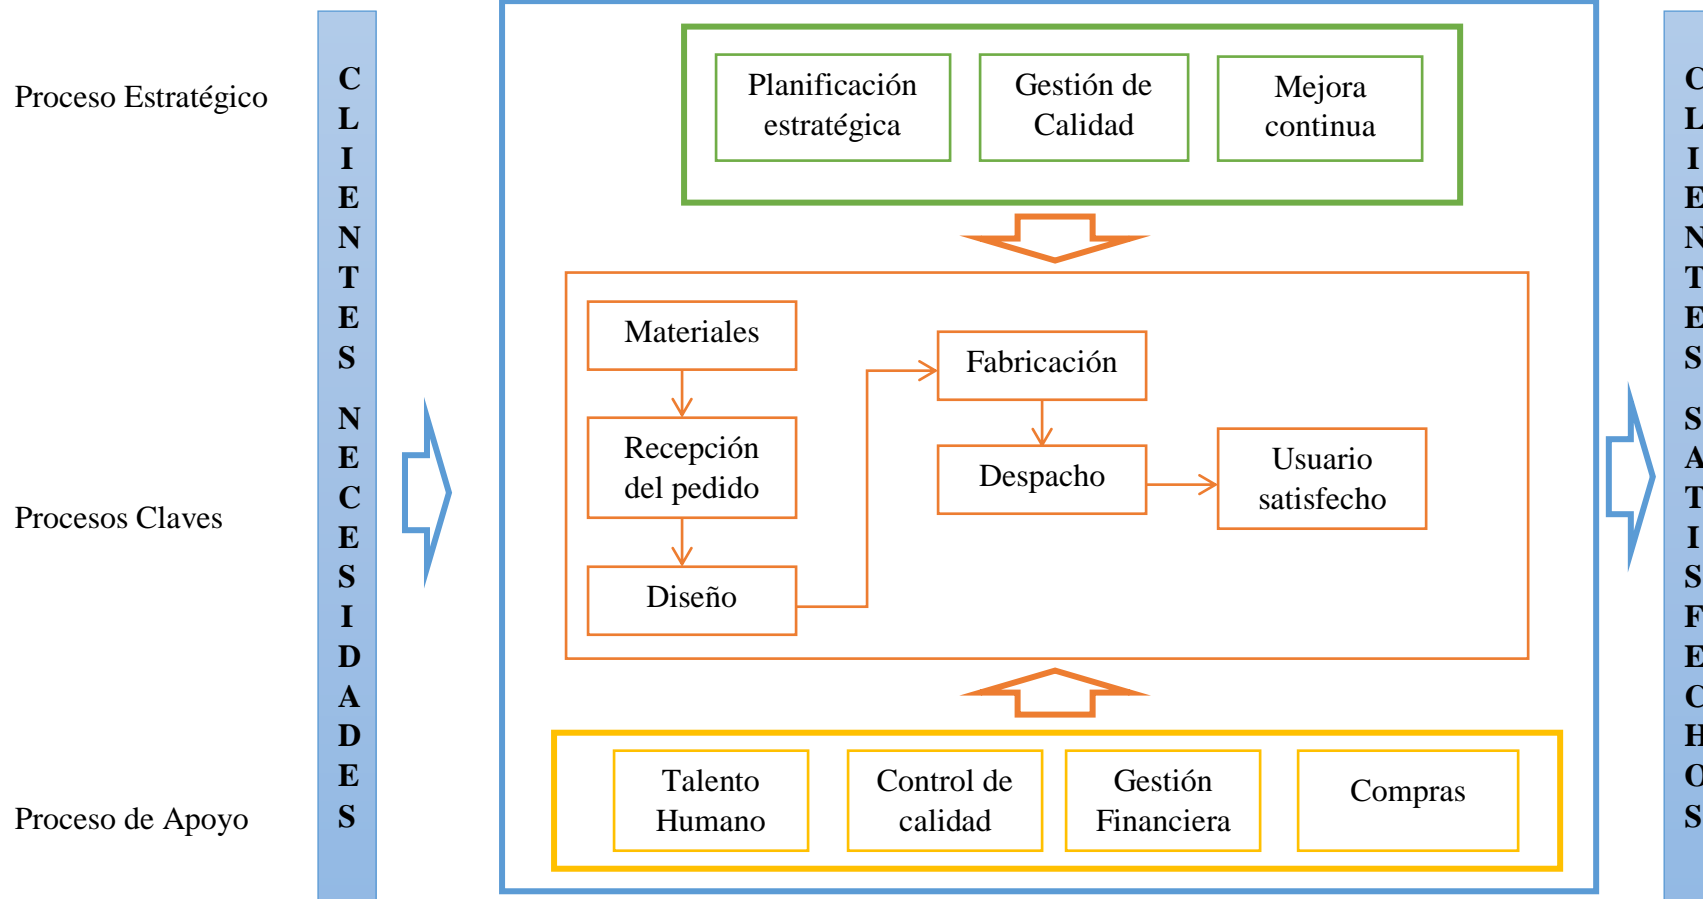 Proceso Estratégico
Procesos Claves
Proceso de Apoyo
CLIENTES NECESIDADES
Planificación
estratégica
Gestión de
Calidad
Mejora
continua
Materiales
Recepción
del pedido
Diseño
Fabricación
Despacho
Usuario
satisfecho
Talento
Humano
Control de
calidad
Gestión
Financiera
Compras
CLIENTES SATISFECHOS